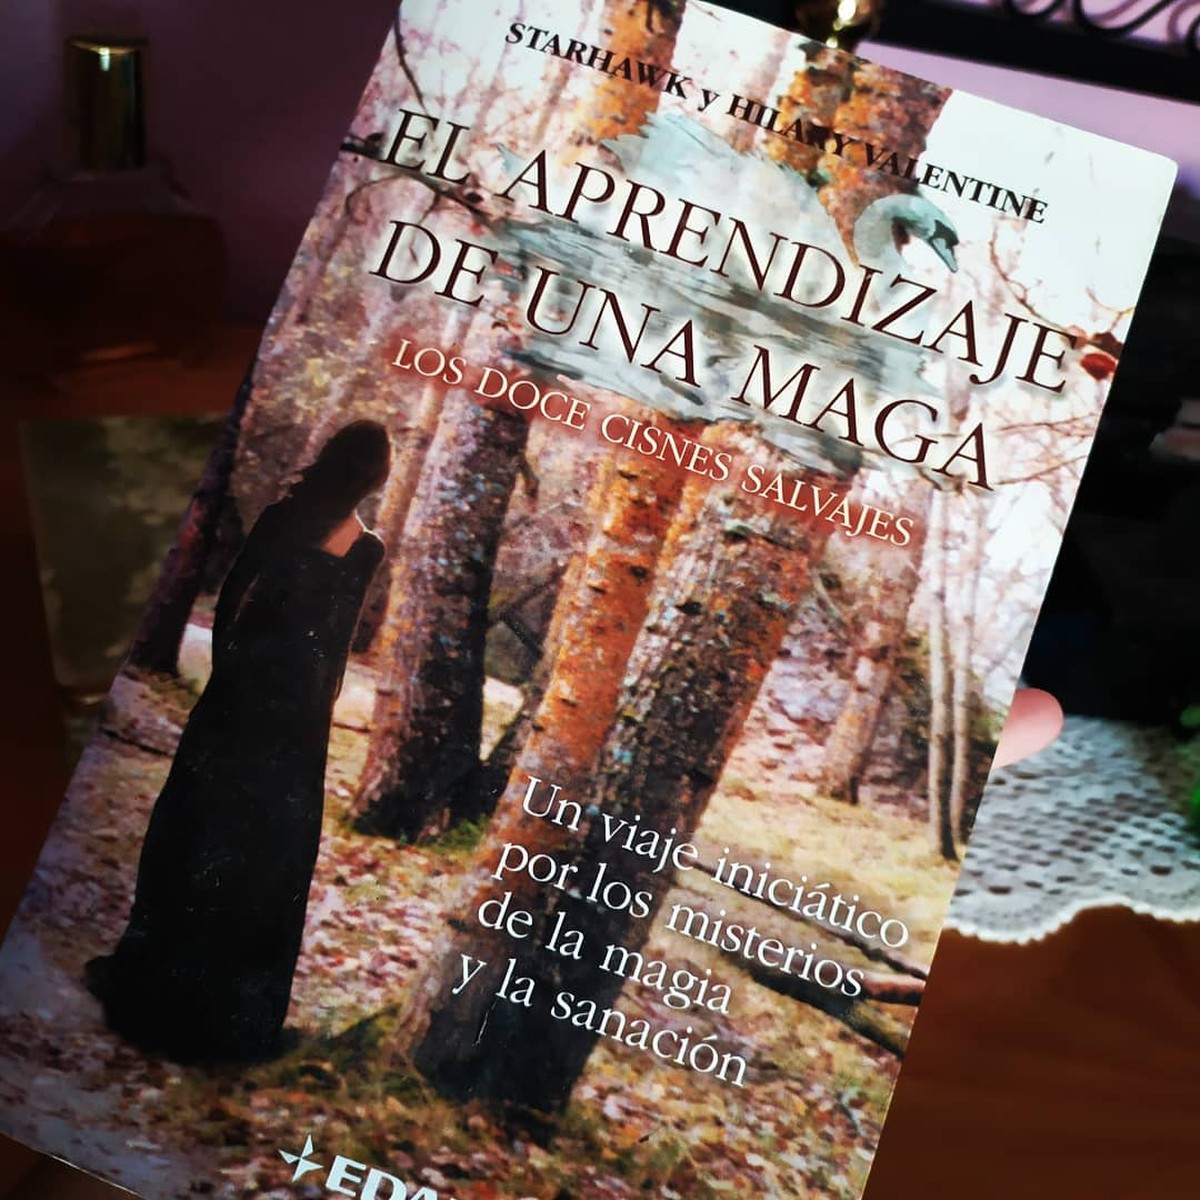 STARHAWK y HILARY VALENTINE
EL APRENDIZAJE
DE UNA MAGA
LOS DOCE CISNES SALVAJES
Un viaje iniciático
por los misterios
de la magia
y la sanación